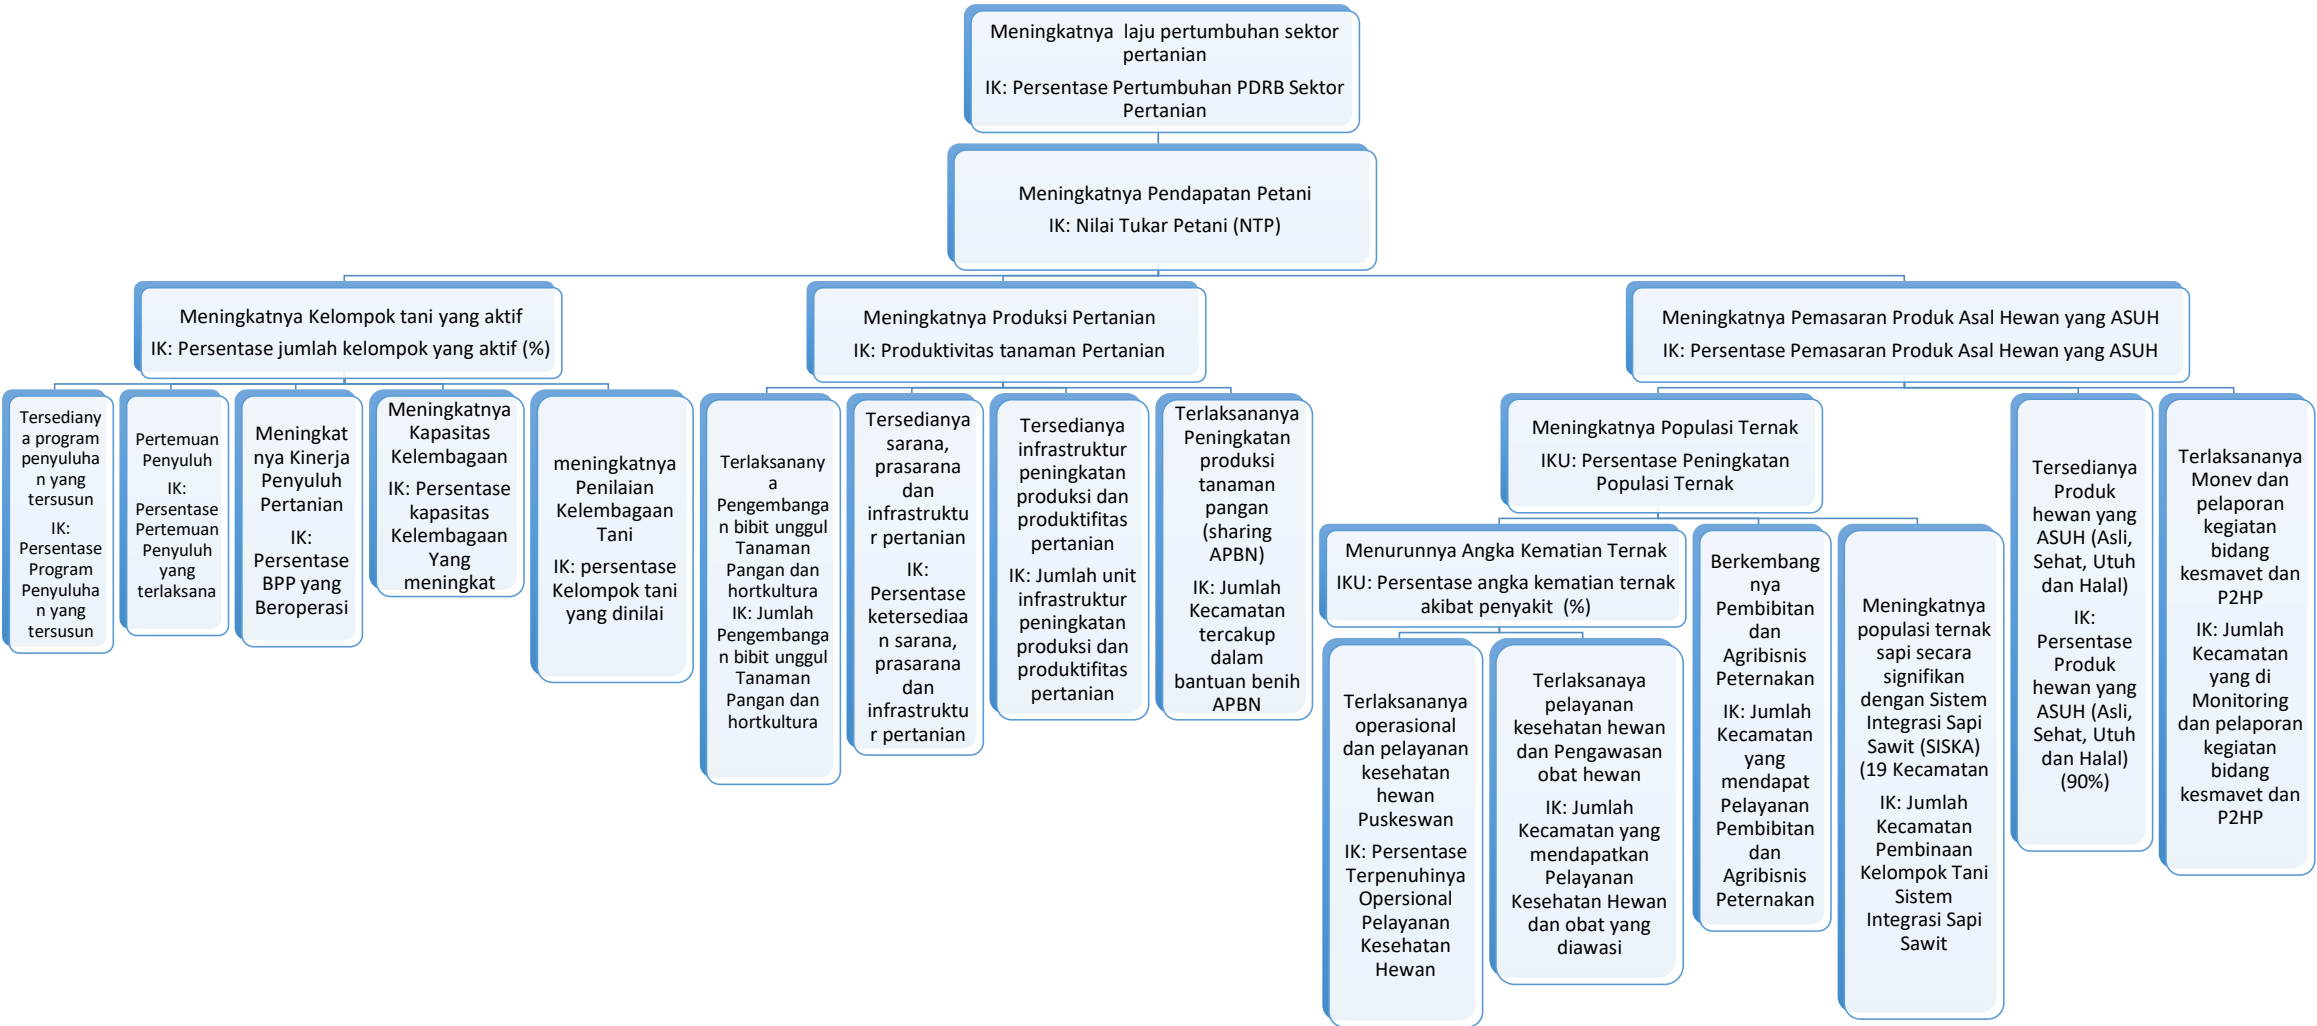 Meningkatnya  laju pertumbuhan sektor
pertanian
IK: Persentase Pertumbuhan PDRB Sektor
Pertanian
Meningkatnya Pendapatan Petani
IK: Nilai Tukar Petani (NTP)
Meningkatnya Kelompok tani yang aktif
IK: Persentase jumlah kelompok yang aktif (%)
Tersediany
a program
penyuluha
n yang
tersusun
IK:
Persentase
Program
Penyuluha
n yang
tersusun
Pertemuan
Penyuluh
IK:
Persentase
Pertemuan
Penyuluh
yang
terlaksana
Meningkat
nya Kinerja
Penyuluh
Pertanian
IK:
Persentase
BPP yang
Beroperasi
Meningkatnya
Kapasitas
Kelembagaan
IK: Persentase
kapasitas
Kelembagaan
Yang
meningkat
meningkatnya
Penilaian
Kelembagaan
Tani
IK: persentase
Kelompok tani
yang dinilai
Meningkatnya Produksi Pertanian
IK: Produktivitas tanaman Pertanian
Terlaksanany
a
Pengembanga
n bibit unggul
Tanaman
Pangan dan
hortkultura
IK: Jumlah
Pengembanga
n bibit unggul
Tanaman
Pangan dan
hortkultura
Tersedianya
sarana,
prasarana
dan
infrastruktu
r pertanian
IK:
Persentase
ketersediaa
n sarana,
prasarana
dan
infrastruktu
r pertanian
Tersedianya
infrastruktur
peningkatan
produksi dan
produktifitas
pertanian
IK: Jumlah unit
infrastruktur
peningkatan
produksi dan
produktifitas
pertanian
Terlaksananya
Peningkatan
produksi
tanaman
pangan
(sharing
APBN)
IK: Jumlah
Kecamatan
tercakup
dalam
bantuan benih
APBN
Meningkatnya Pemasaran Produk Asal Hewan yang ASUH
IK: Persentase Pemasaran Produk Asal Hewan yang ASUH
Meningkatnya Populasi Ternak
IKU: Persentase Peningkatan
Populasi Ternak
Menurunnya Angka Kematian Ternak
IKU: Persentase angka kematian ternak
akibat penyakit  (%)
Terlaksananya
operasional
dan pelayanan
kesehatan
hewan
Puskeswan
IK: Persentase
Terpenuhinya
Opersional
Pelayanan
Kesehatan
Hewan
Terlaksanaya
pelayanan
kesehatan hewan
dan Pengawasan
obat hewan
IK: Jumlah
Kecamatan yang
mendapatkan
Pelayanan
Kesehatan Hewan
dan obat yang
diawasi
Berkembang
nya
Pembibitan
dan
Agribisnis
Peternakan
IK: Jumlah
Kecamatan
yang
mendapat
Pelayanan
Pembibitan
dan
Agribisnis
Peternakan
Meningkatnya
populasi ternak
sapi secara
signifikan
dengan Sistem
Integrasi Sapi
Sawit (SISKA)
(19 Kecamatan
IK: Jumlah
Kecamatan
Pembinaan
Kelompok Tani
Sistem
Integrasi Sapi
Sawit
Tersedianya
Produk
hewan yang
ASUH (Asli,
Sehat, Utuh
dan Halal)
IK:
Persentase
Produk
hewan yang
ASUH (Asli,
Sehat, Utuh
dan Halal)
(90%)
Terlaksananya
Monev dan
pelaporan
kegiatan
bidang
kesmavet dan
P2HP
IK: Jumlah
Kecamatan
yang di
Monitoring
dan pelaporan
kegiatan
bidang
kesmavet dan
P2HP